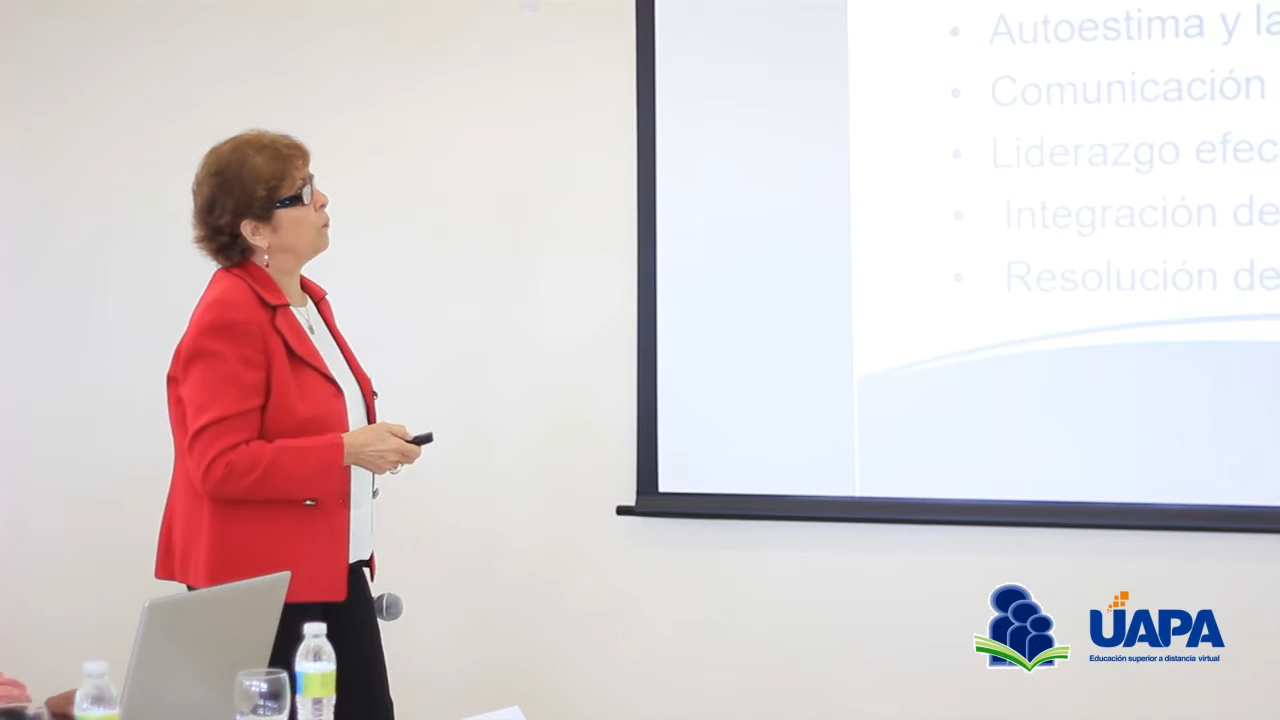 • Autoestima y la
• Comunicación
• Liderazgo efec
• Integración de
• Resolución de
UAPA
Educación superior a distancia virtual